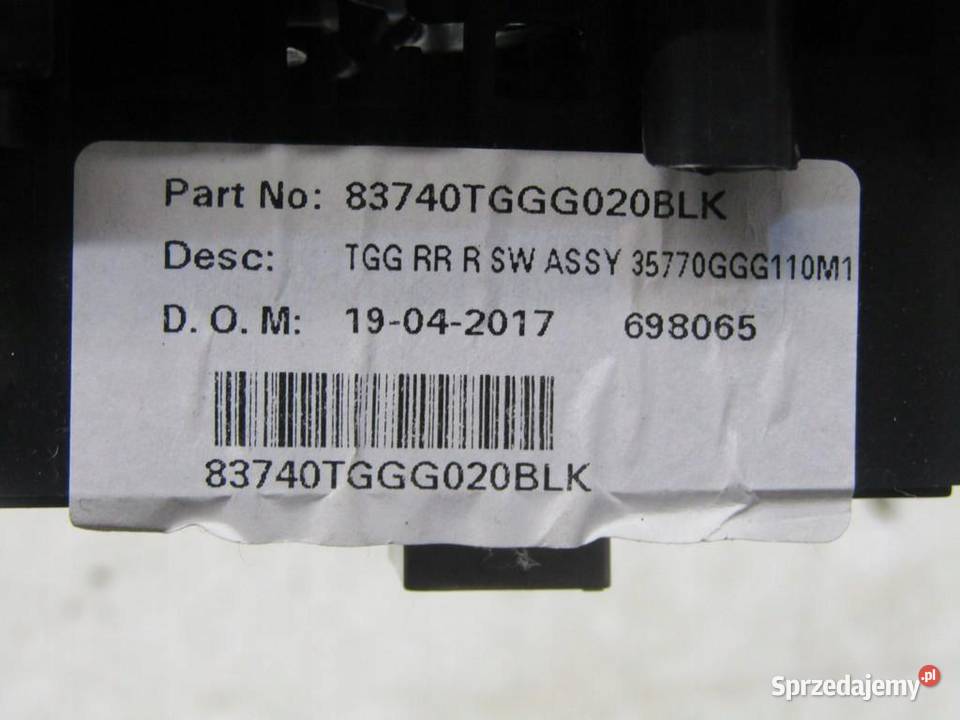 Part No: 83740TGGG020BLK
Desc: TGG RR R SW ASSY 35770GGG110M1
D. O. M: 19-04-2017 698065
83740TGGG020BLK
Sprzedajemy.pl